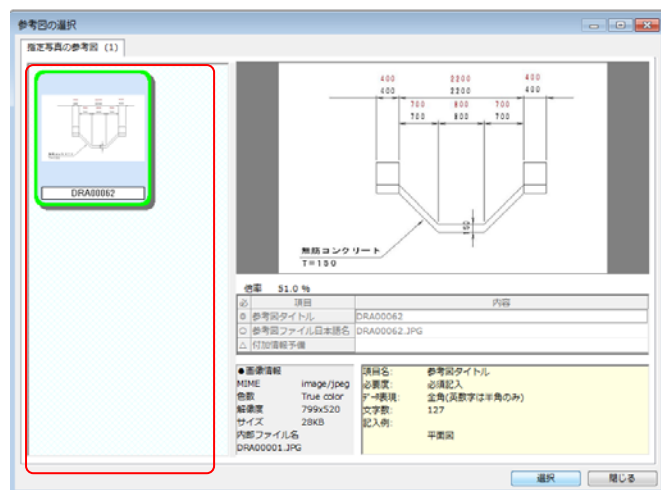 参考図の選択
指定写真の参考図 (1)
DRA00062
400 2200 400
400 2200 400
700 800 700
700 800 700
150
無筋コンクリート
T=150
倍率 51.0 %
必 項目 内容
◎ 参考図タイトル DRA00062
○ 参考図ファイル日本語名 DRA00062.JPG
△ 付加情報予備
●画像情報
MIME image/jpeg
色数 True color
解像度 799x520
サイズ 28KB
内部ファイル名
DRA00001.JPG
項目名: 参考図タイトル
必要度: 必須記入
データ表現: 全角(英数字は半角のみ)
文字数: 127
記入例:
平面図
選択 閉じる